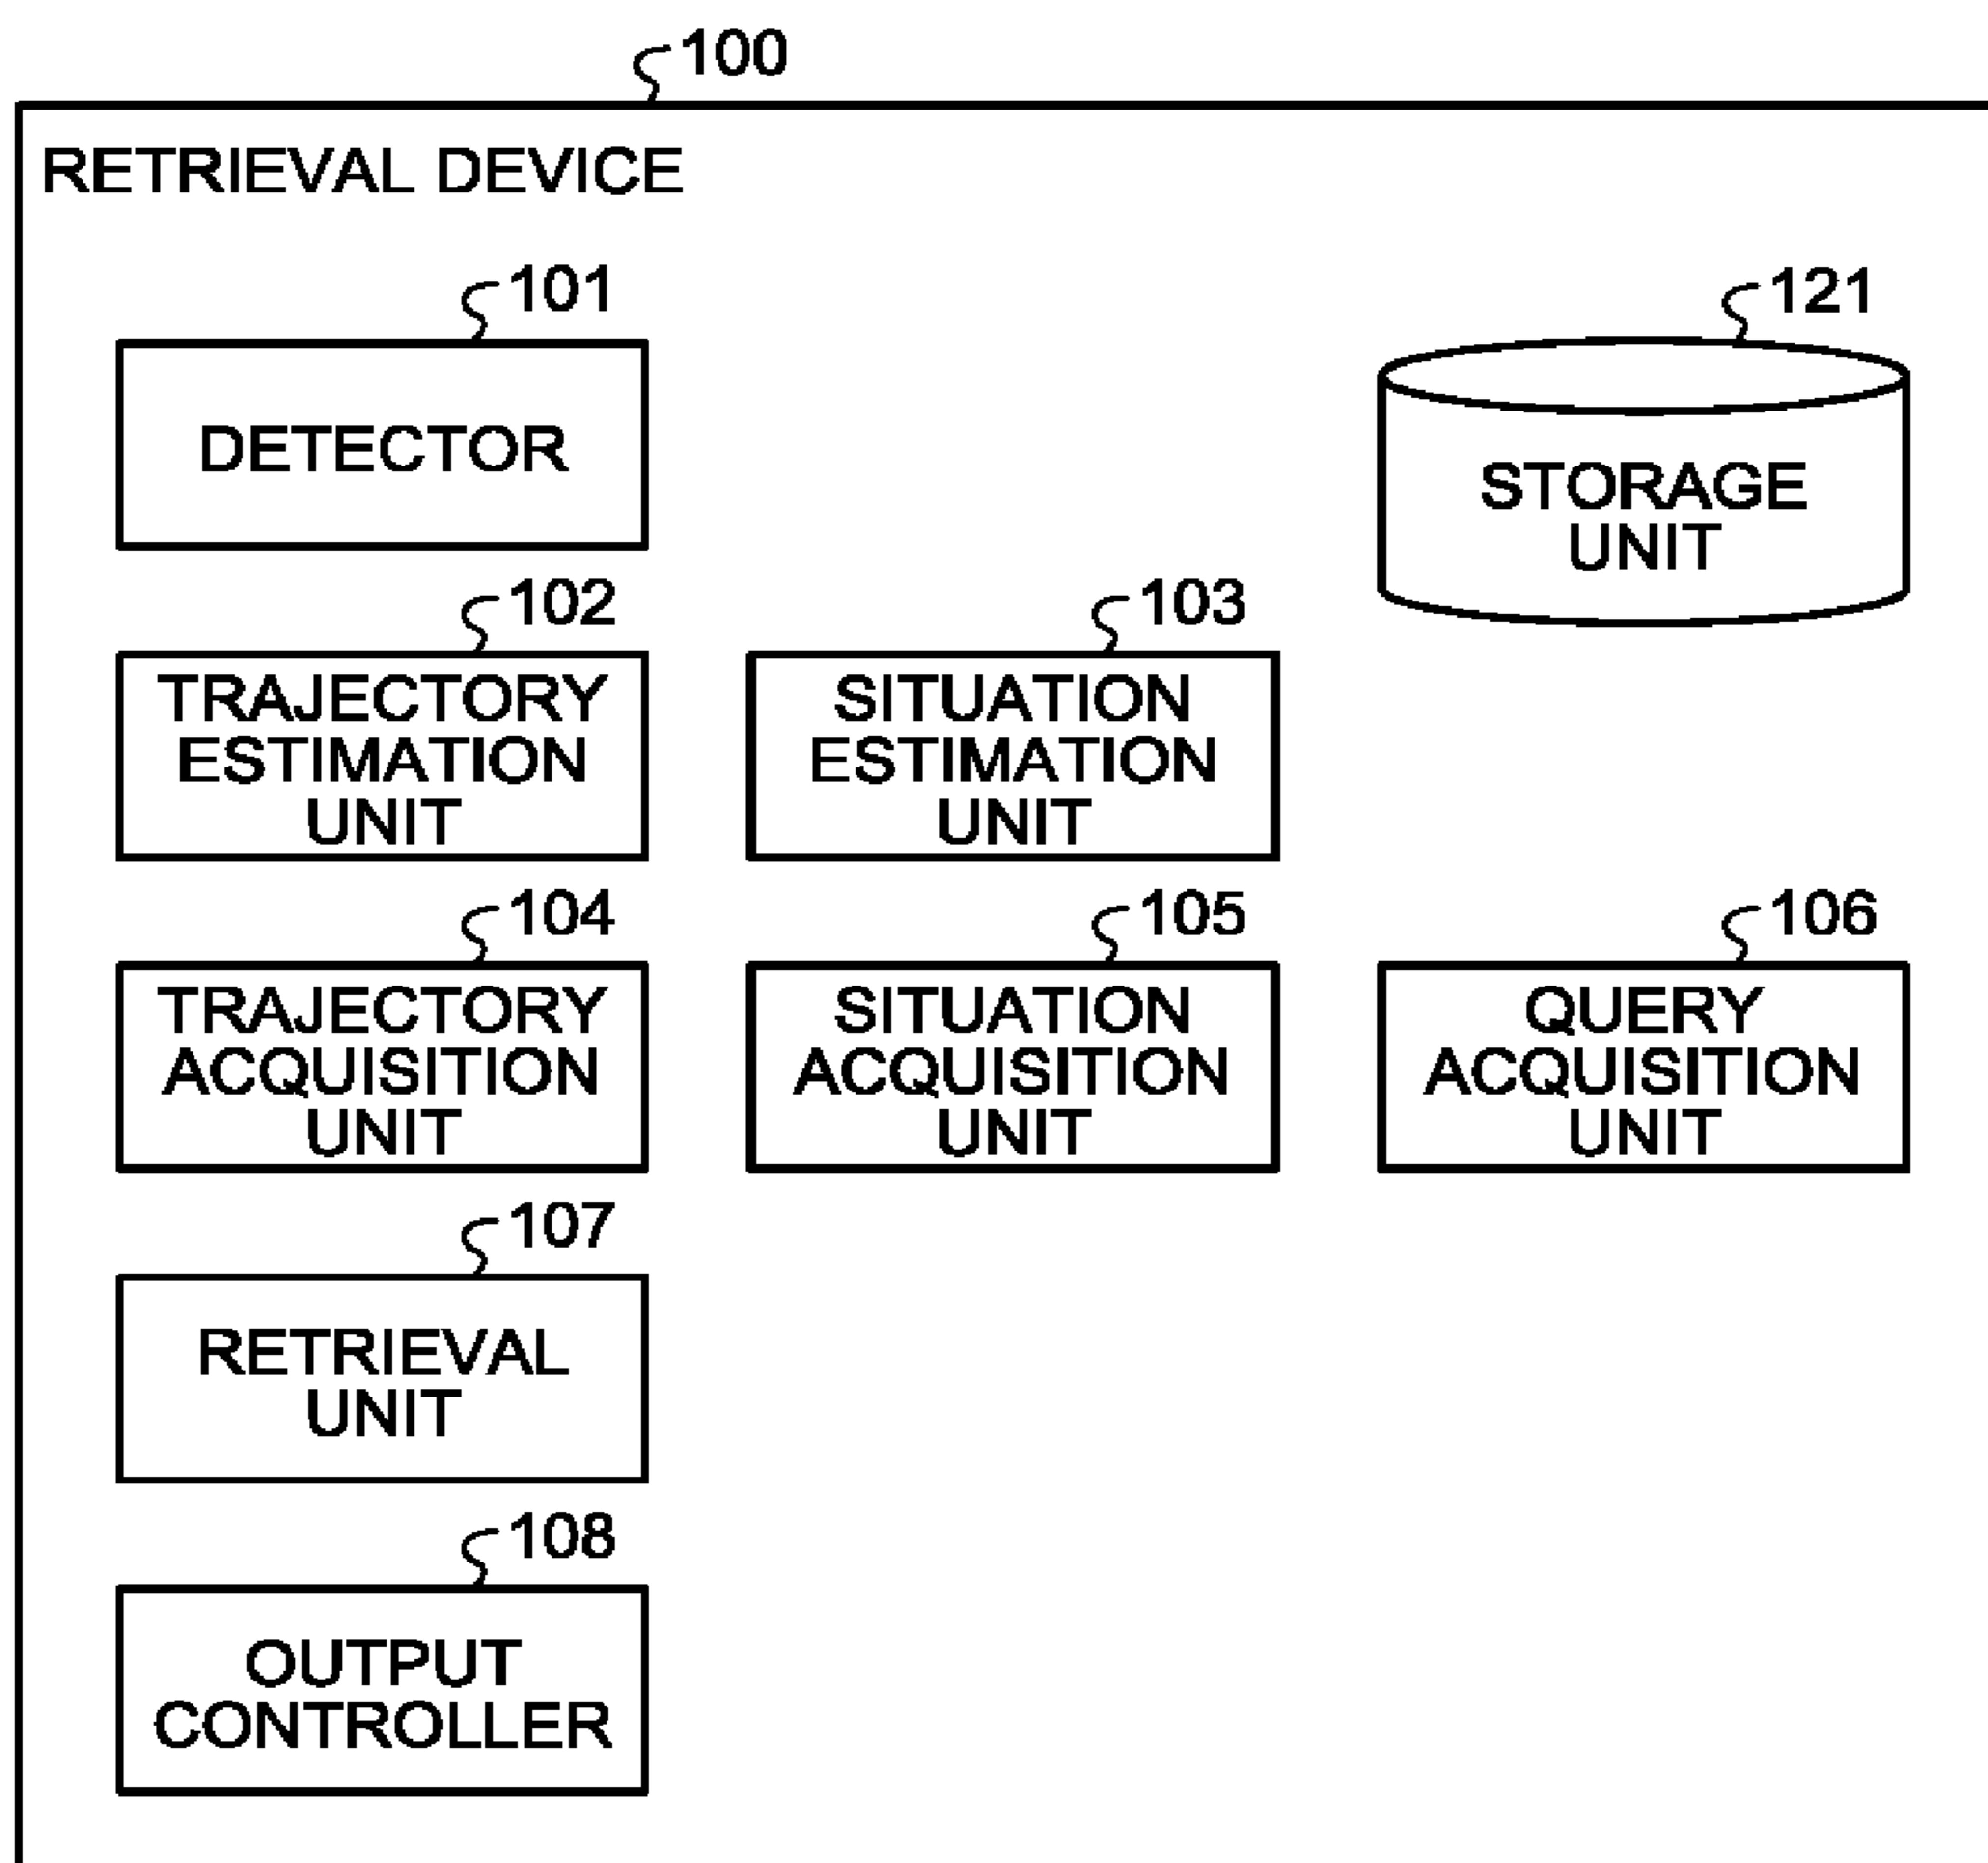 100
RETRIEVAL DEVICE
101
DETECTOR
121
STORAGE
UNIT
102
TRAJECTORY
ESTIMATION
UNIT
103
SITUATION
ESTIMATION
UNIT
104
TRAJECTORY
ACQUISITION
UNIT
105
SITUATION
ACQUISITION
UNIT
106
QUERY
ACQUISITION
UNIT
107
RETRIEVAL
UNIT
108
OUTPUT
CONTROLLER